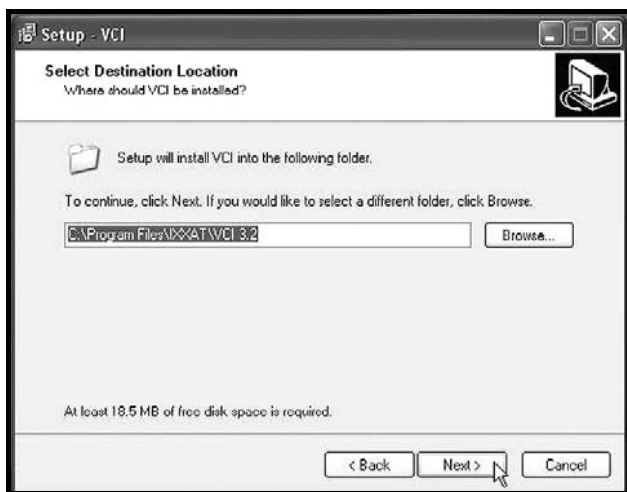 Setup - VCI
Select Destination Location
Where should VCI be installed?
Setup will install VCI into the following folder.
To continue, click Next. If you would like to select a different folder, click Browse.
C:\Program Files\IXXAT\VCI 3.2
Browse...
At least 18.5 MB of free disk space is required.
< Back
Next >
Cancel